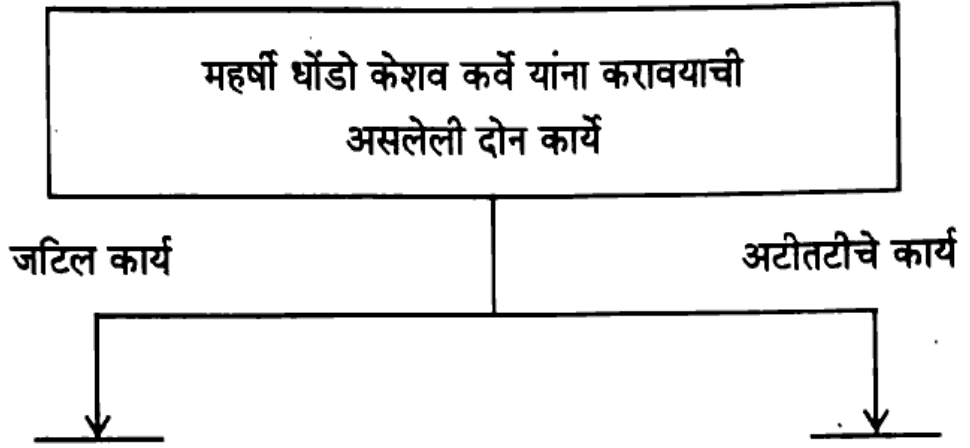 महर्षी धोंडो केशव कर्वे यांना करावयाची
असलेली दोन कार्ये
जटिल कार्य
अटीतटीचे कार्य